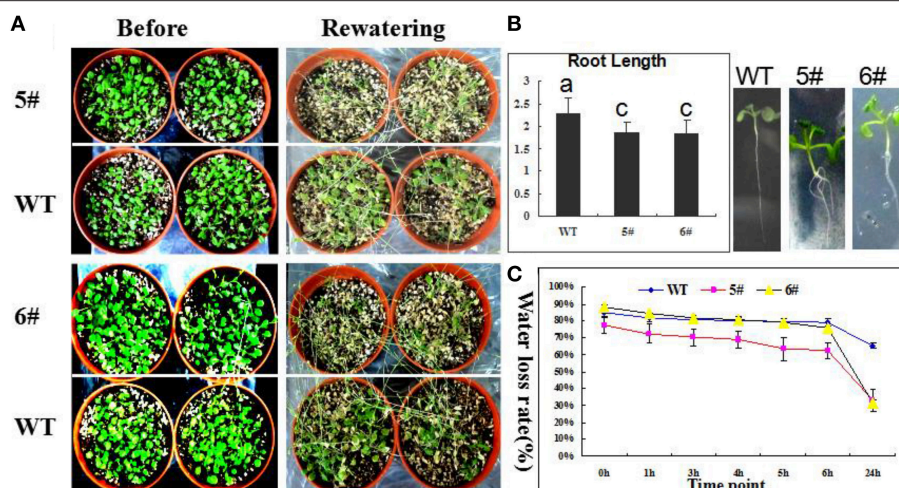 A
Before
Rewatering
5#
WT
6#
WT
B
Root Length
3
2.5
2
1.5
1
0.5
0
a
c
c
WT
5#
6#
WT
5#
6#
C
WT
5#
6#
Water loss rate(%)
100%
90%
80%
70%
60%
50%
40%
30%
20%
10%
0%
0h
1h
3h
4h
5h
6h
24h
Time point